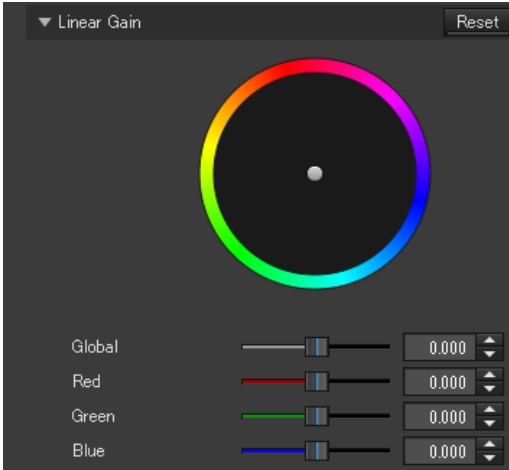 Linear Gain Reset
Global 0.000
Red 0.000
Green 0.000
Blue 0.000